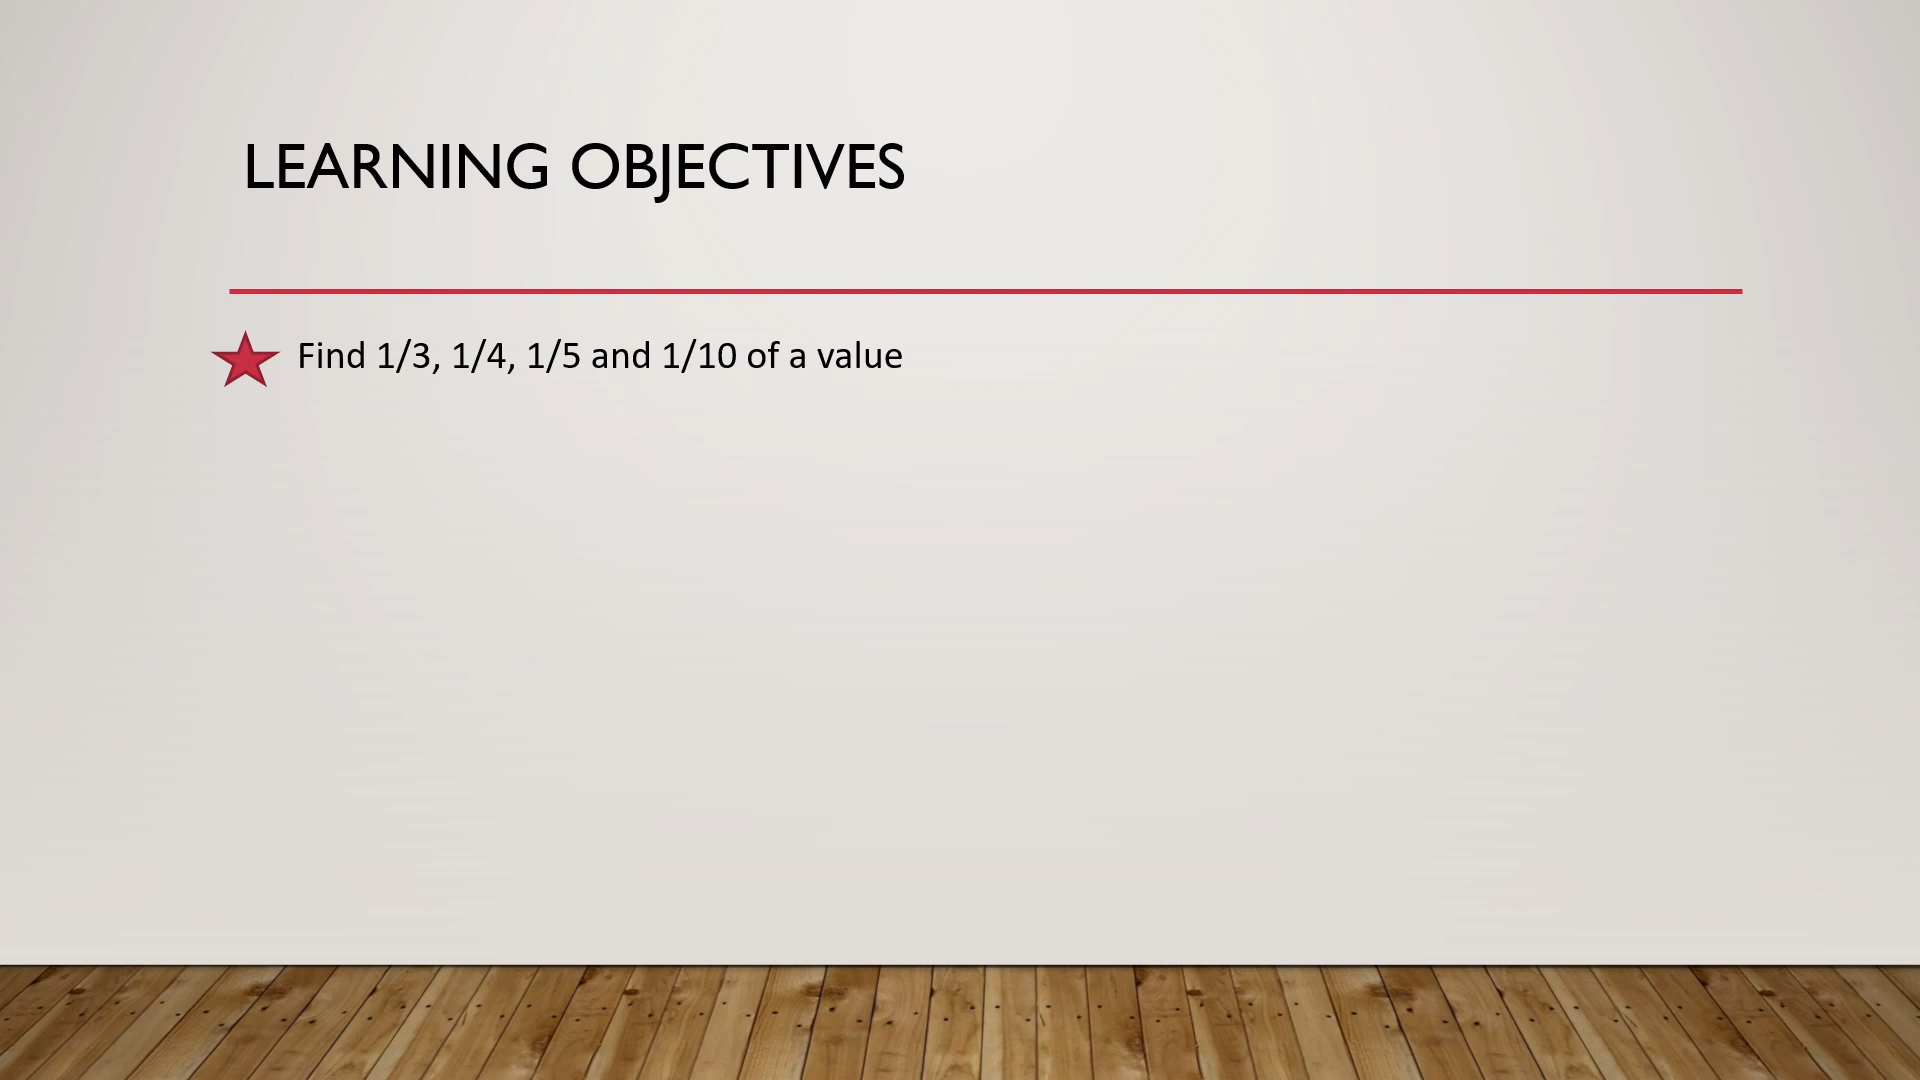 LEARNING OBJECTIVES
Find 1/3, 1/4, 1/5 and 1/10 of a value